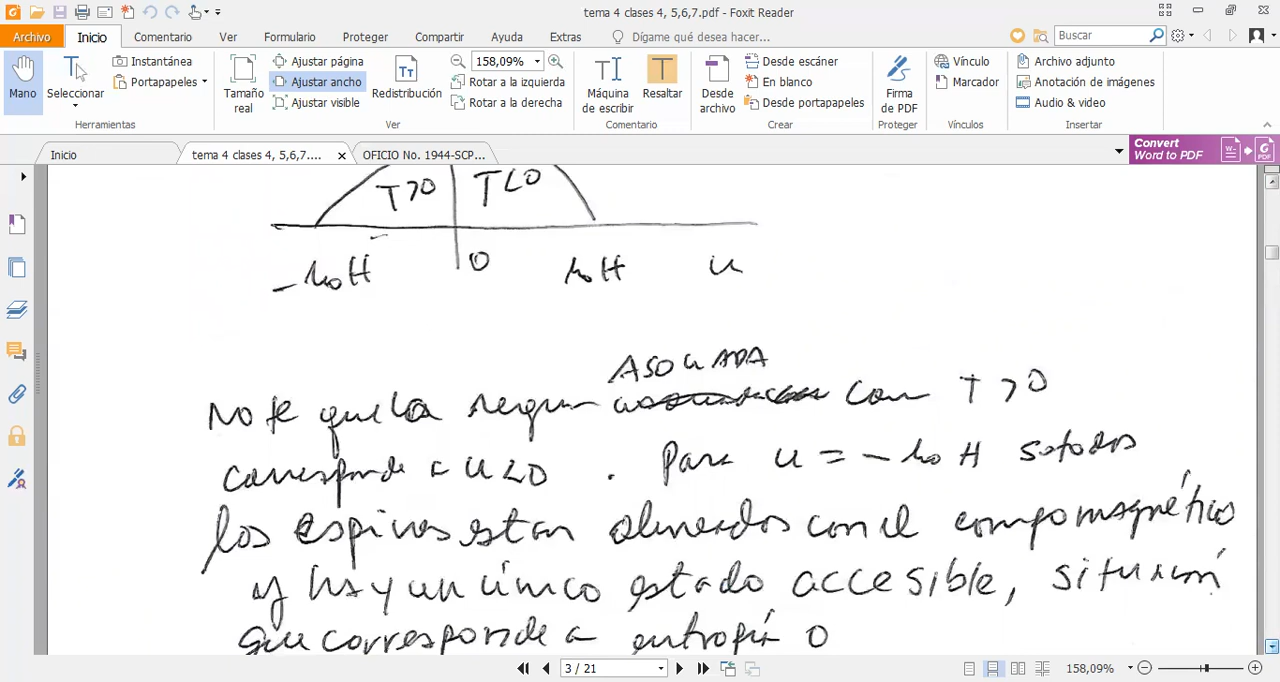 tema 4 clases 4, 5,6,7.pdf - Foxit Reader
Archivo Inicio Comentario Ver Formulario Proteger Compartir Ayuda Extras Dígame qué desea hacer... Buscar
Mano
Seleccionar
Instantánea
Portapapeles
Herramientas
Tamaño real
Ajustar página
Ajustar ancho
Ajustar visible
Redistribución
158,09%
Rotar a la izquierda
Rotar a la derecha
Ver
Máquina de escribir
Resaltar
Comentario
Desde archivo
Desde escáner
En blanco
Desde portapapeles
Crear
Firma de PDF
Proteger
Vínculo
Marcador
Vínculos
Archivo adjunto
Anotación de imágenes
Audio & video
Insertar
Inicio tema 4 clases 4, 5,6,7.... OFICIO No. 1944-SCP...
Convert
Word to PDF
T>0 T<0
0 u
Note que la con T>0
corresponde a u<0 . Para u =
los espines estan alineados con el campo magnético
y hay un único estado accesible, situación
que corresponde a entropía 0
3 / 21 158,09%